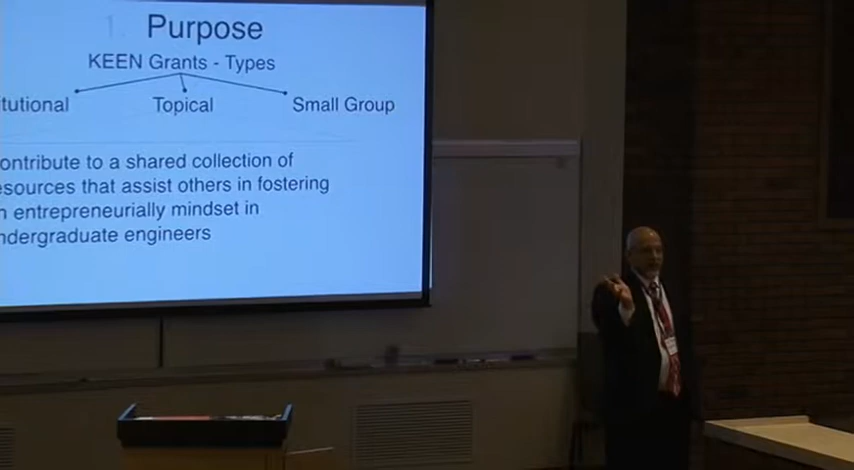 Purpose
KEEN Grants - Types
tutional Topical Small Group
ontribute to a shared collection of
esources that assist others in fostering
n entrepreneurially mindset in
ndergraduate engineers